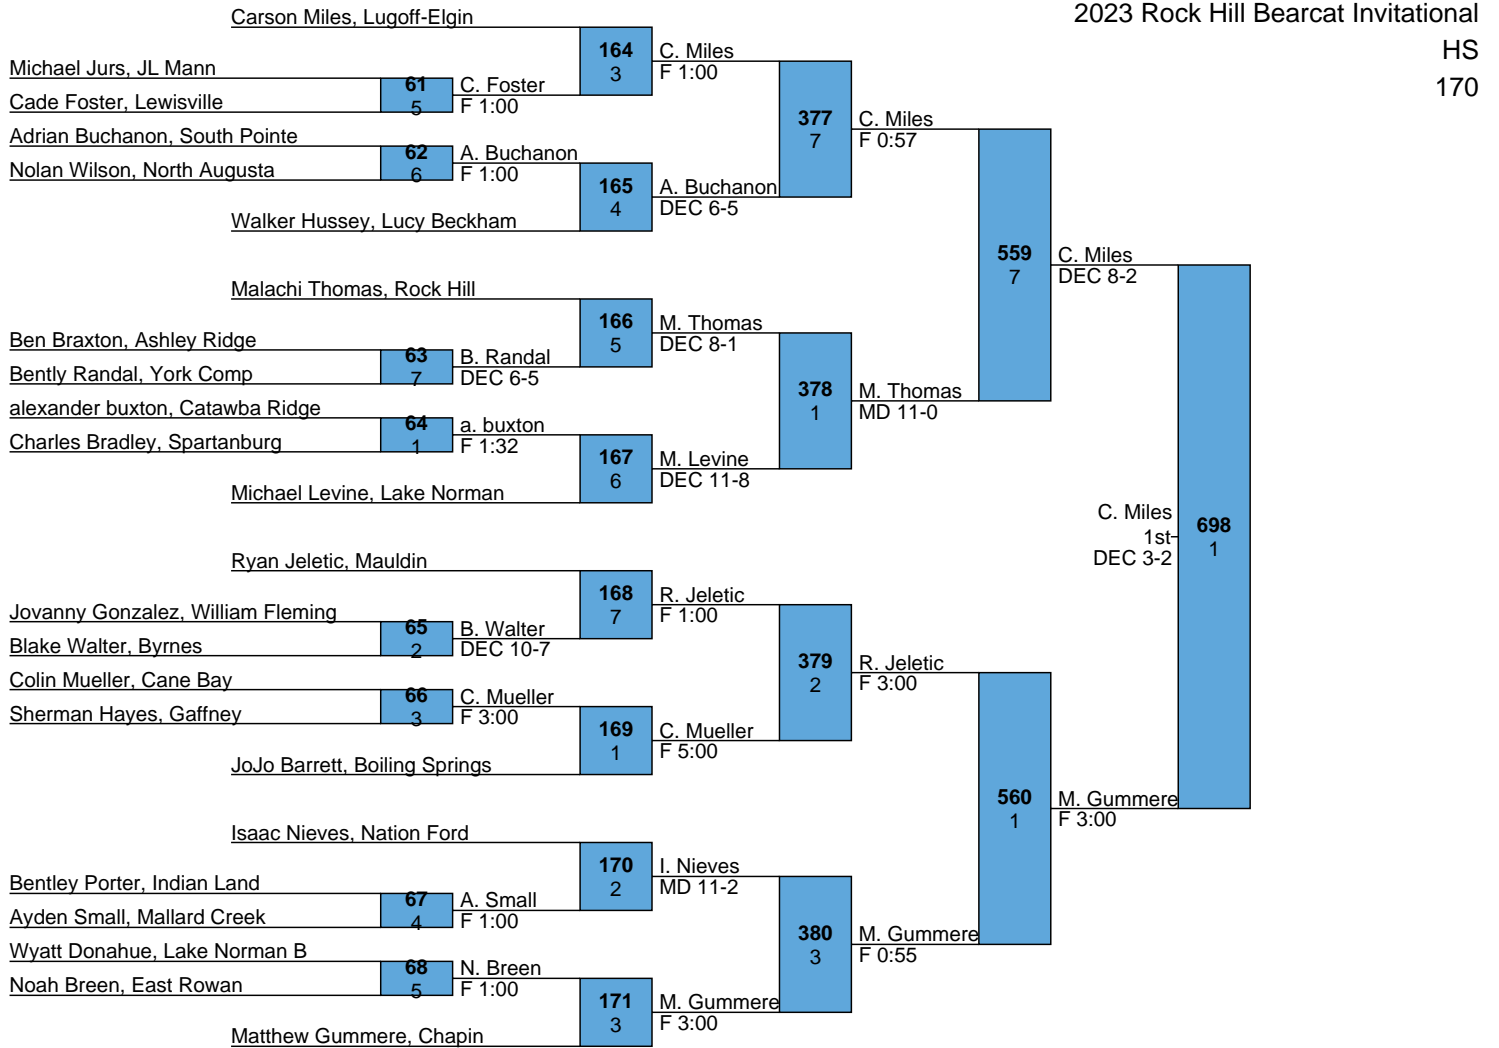 2023 Rock Hill Bearcat Invitational
HS
170
Carson Miles, Lugoff-Elgin
Michael Jurs, JL Mann
Cade Foster, Lewisville
Adrian Buchanon, South Pointe
Nolan Wilson, North Augusta
Walker Hussey, Lucy Beckham
Malachi Thomas, Rock Hill
Ben Braxton, Ashley Ridge
Bently Randal, York Comp
alexander buxton, Catawba Ridge
Charles Bradley, Spartanburg
Michael Levine, Lake Norman
Ryan Jeletic, Mauldin
Jovanny Gonzalez, William Fleming
Blake Walter, Byrnes
Colin Mueller, Cane Bay
Sherman Hayes, Gaffney
JoJo Barrett, Boiling Springs
Isaac Nieves, Nation Ford
Bentley Porter, Indian Land
Ayden Small, Mallard Creek
Wyatt Donahue, Lake Norman B
Noah Breen, East Rowan
Matthew Gummere, Chapin
61
5
C. Foster
F 1:00
62
6
A. Buchanon
F 1:00
63
7
B. Randal
DEC 6-5
64
1
a. buxton
F 1:32
65
2
B. Walter
DEC 10-7
66
3
C. Mueller
F 3:00
67
4
A. Small
F 1:00
68
5
N. Breen
F 1:00
164
3
C. Miles
F 1:00
165
4
A. Buchanon
DEC 6-5
166
5
M. Thomas
DEC 8-1
167
6
M. Levine
DEC 11-8
168
7
R. Jeletic
F 1:00
169
1
C. Mueller
F 5:00
170
2
I. Nieves
MD 11-2
171
3
M. Gummere
F 3:00
377
7
C. Miles
F 0:57
378
1
M. Thomas
MD 11-0
379
2
R. Jeletic
F 3:00
380
3
M. Gummere
F 0:55
559
7
C. Miles
DEC 8-2
560
1
M. Gummere
F 3:00
698
1
C. Miles
1st
DEC 3-2